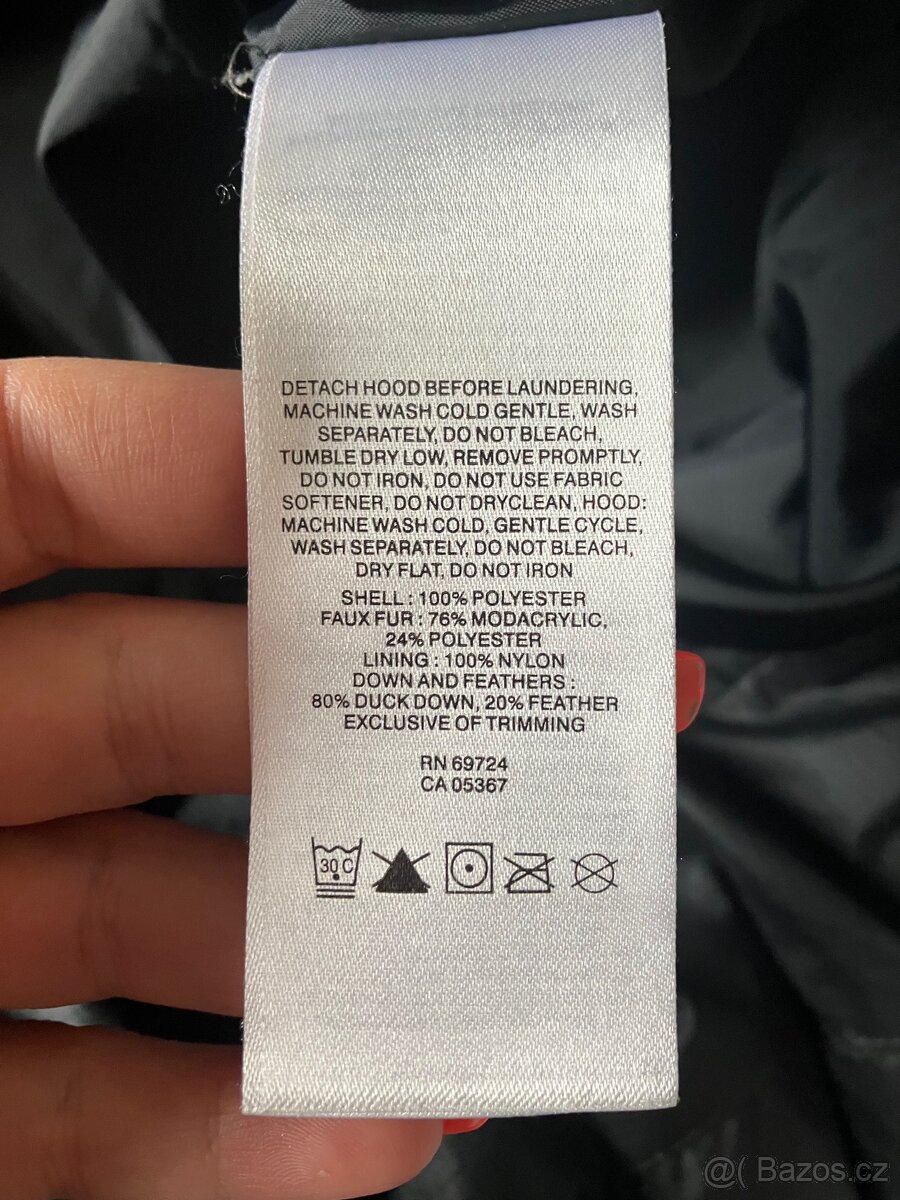 DETACH HOOD BEFORE LAUNDERING,
MACHINE WASH COLD GENTLE, WASH
SEPARATELY, DO NOT BLEACH,
TUMBLE DRY LOW, REMOVE PROMPTLY,
DO NOT IRON, DO NOT USE FABRIC
SOFTENER, DO NOT DRYCLEAN, HOOD:
MACHINE WASH COLD, GENTLE CYCLE,
WASH SEPARATELY, DO NOT BLEACH,
DRY FLAT, DO NOT IRON
SHELL : 100% POLYESTER
FAUX FUR : 76% MODACRYLIC,
24% POLYESTER
LINING : 100% NYLON
DOWN AND FEATHERS :
80% DUCK DOWN, 20% FEATHER
EXCLUSIVE OF TRIMMING
RN 69724
CA 05367
30 C
@( Bazos.cz